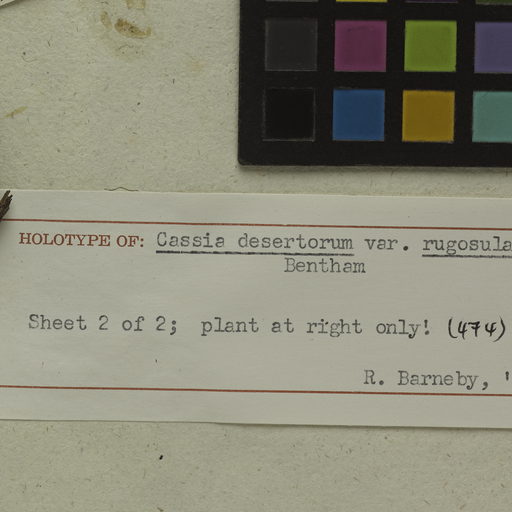 HOLOTYPE OF: Cassia desertorum var. rugosula
Bentham
Sheet 2 of 2; plant at right only! (474)
R. Barneby, '